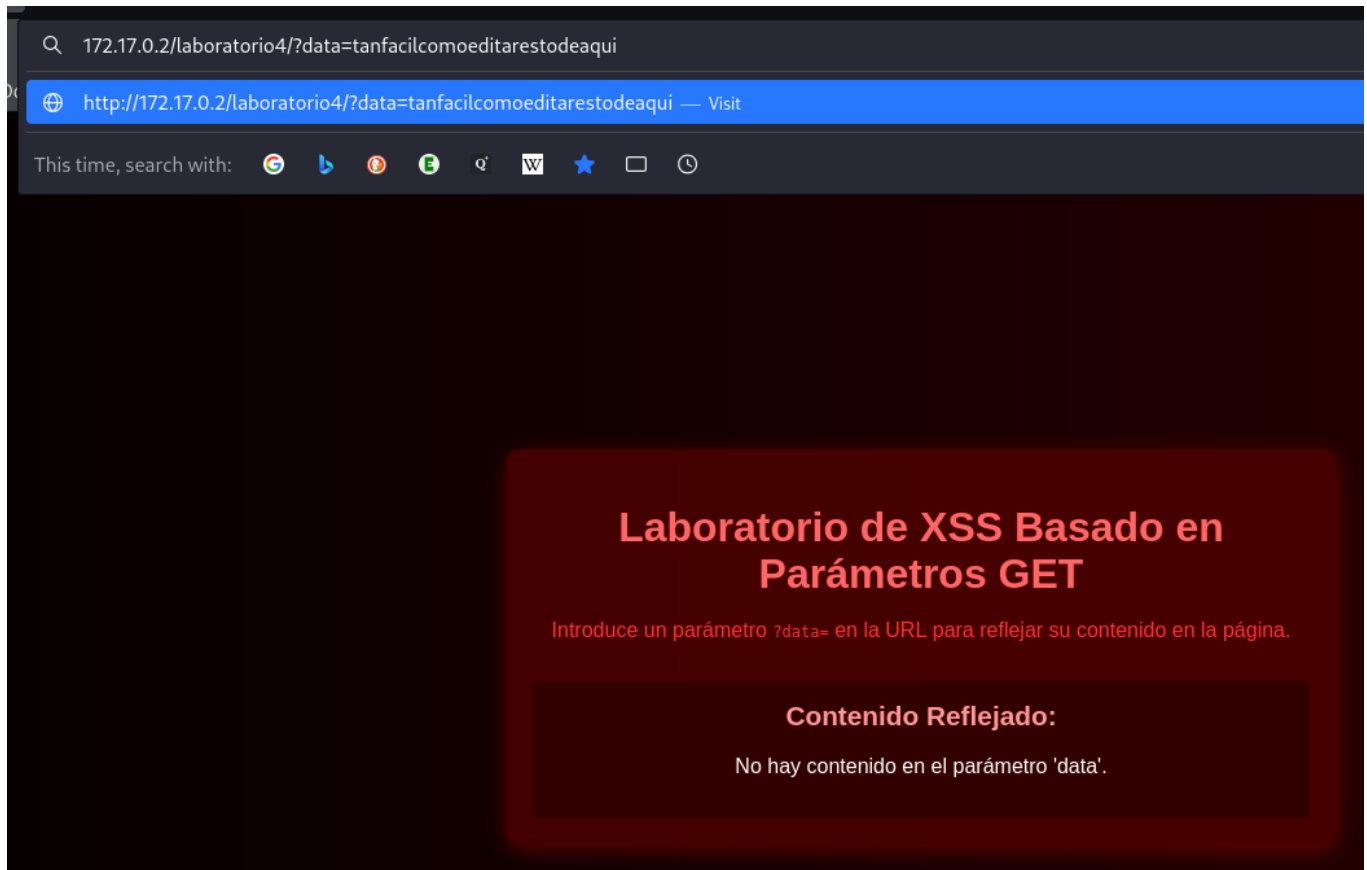 172.17.0.2/laboratorio4/?data=tanfacilcomoeditarestodeaqui
http://172.17.0.2/laboratorio4/?data=tanfacilcomoeditarestodeaqui — Visit
This time, search with:
Laboratorio de XSS Basado en
Parámetros GET
Introduce un parámetro ?data= en la URL para reflejar su contenido en la página.
Contenido Reflejado:
No hay contenido en el parámetro 'data'.